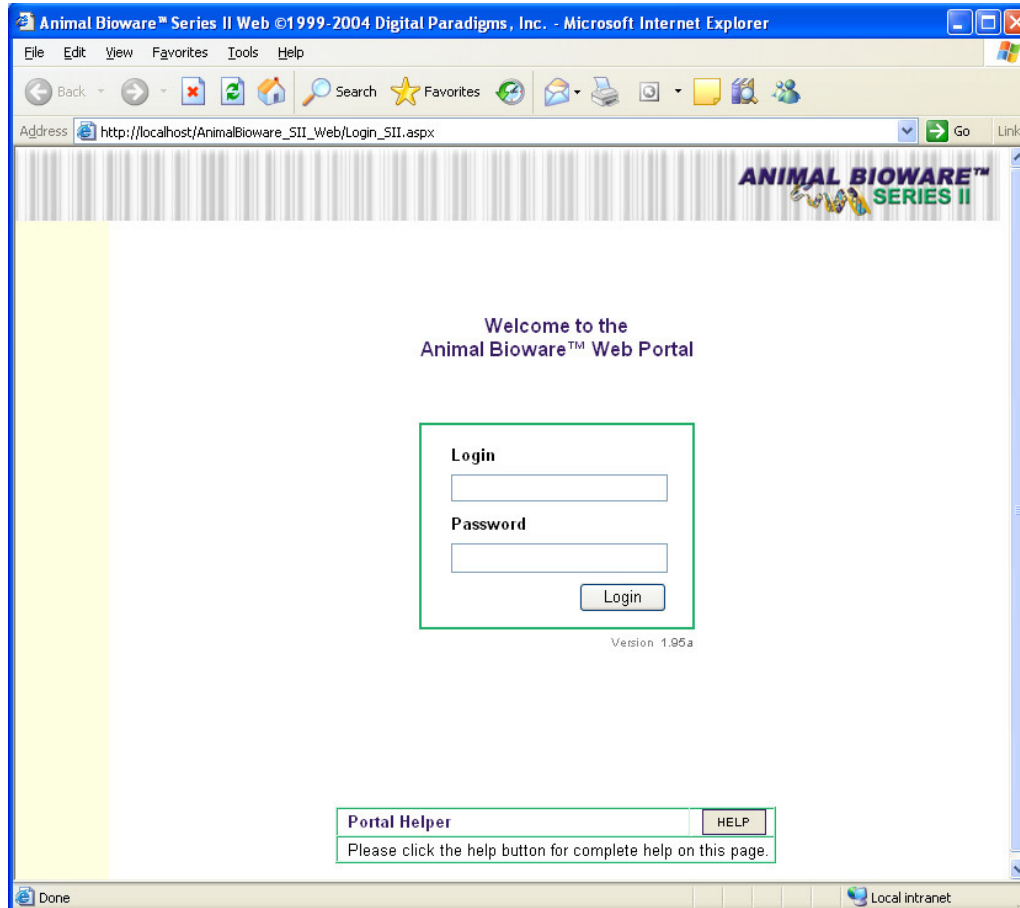 Animal Bioware™ Series II Web ©1999-2004 Digital Paradigms, Inc. - Microsoft Internet Explorer
File Edit View Favorites Tools Help
Back Search Favorites
Address http://localhost/AnimalBioware_SII_Web/Login_SII.aspx Go Link
ANIMAL BIOWARE™
SERIES II
Welcome to the
Animal Bioware™ Web Portal
Login
Password
Login
Version 1.95a
Portal Helper HELP
Please click the help button for complete help on this page.
Done Local intranet